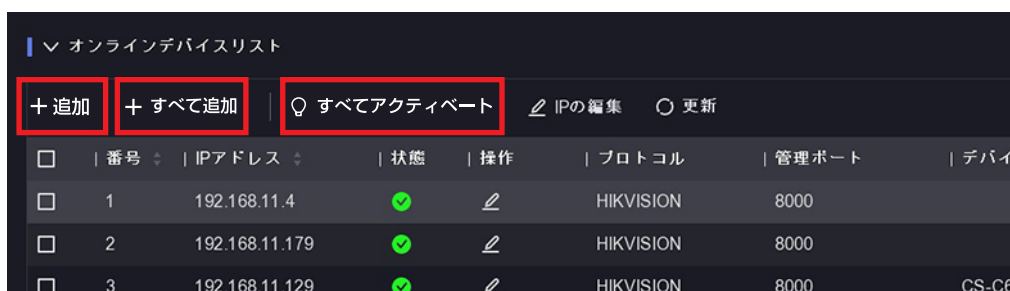 オンラインデバイスリスト
+ 追加 + すべて追加 | すべてアクティベート IPの編集 更新
| 番号 | IPアドレス | 状態 | 操作 | プロトコル | 管理ポート | デバイ
1 192.168.11.4 HIKVISION 8000
2 192.168.11.179 HIKVISION 8000
3 192.168.11.129 HIKVISION 8000 CS-C6